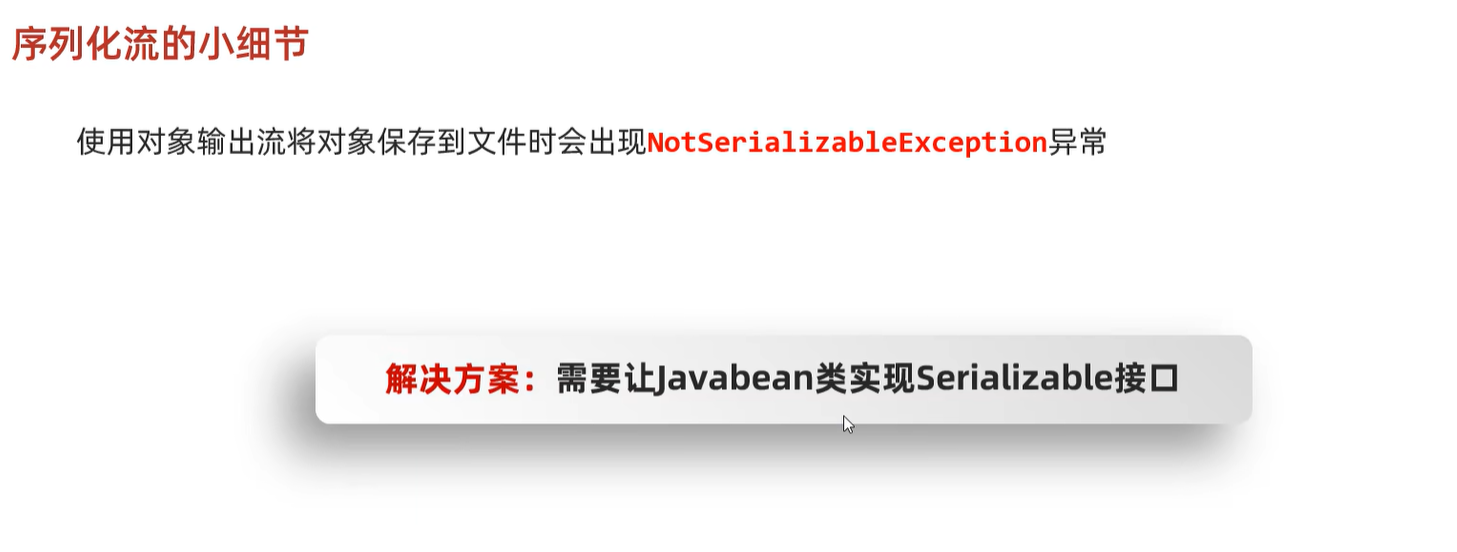 序列化流的小细节
使用对象输出流将对象保存到文件时会出现NotSerializableException异常
解决方案：需要让Javabean类实现Serializable接口